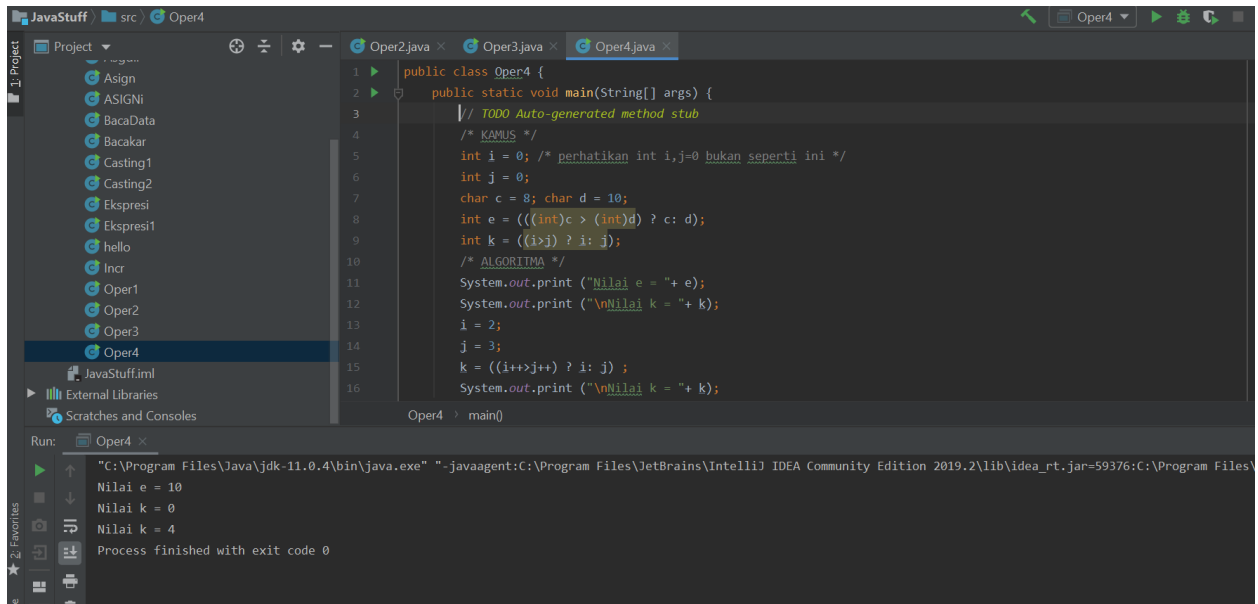 JavaStuff src Oper4 Oper4
Project Oper2.java Oper3.java Oper4.java
1: Project
Asign
ASIGNi
BacaData
Bacakar
Casting1
Casting2
Ekspresi
Ekspresi1
hello
Incr
Oper1
Oper2
Oper3
Oper4
JavaStuff.iml
External Libraries
Scratches and Consoles
1 public class Oper4 {
2 public static void main(String[] args) {
3 // TODO Auto-generated method stub
4 /* KAMUS */
5 int i = 0; /* perhatikan int i,j=0 bukan seperti ini */
6 int j = 0;
7 char c = 8; char d = 10;
8 int e = (((int)c > (int)d) ? c: d);
9 int k = ((i>j) ? i: j);
10 /* ALGORITMA */
11 System.out.print ("Nilai e = "+ e);
12 System.out.print ("\nNilai k = "+ k);
13 i = 2;
14 j = 3;
15 k = ((i++>j++) ? i: j) ;
16 System.out.print ("\nNilai k = "+ k);
Oper4 > main()
Run: Oper4
"C:\Program Files\Java\jdk-11.0.4\bin\java.exe" "-javaagent:C:\Program Files\JetBrains\IntelliJ IDEA Community Edition 2019.2\lib\idea_rt.jar=59376:C:\Program Files\
Nilai e = 10
Nilai k = 0
Nilai k = 4
Process finished with exit code 0
2: Favorites